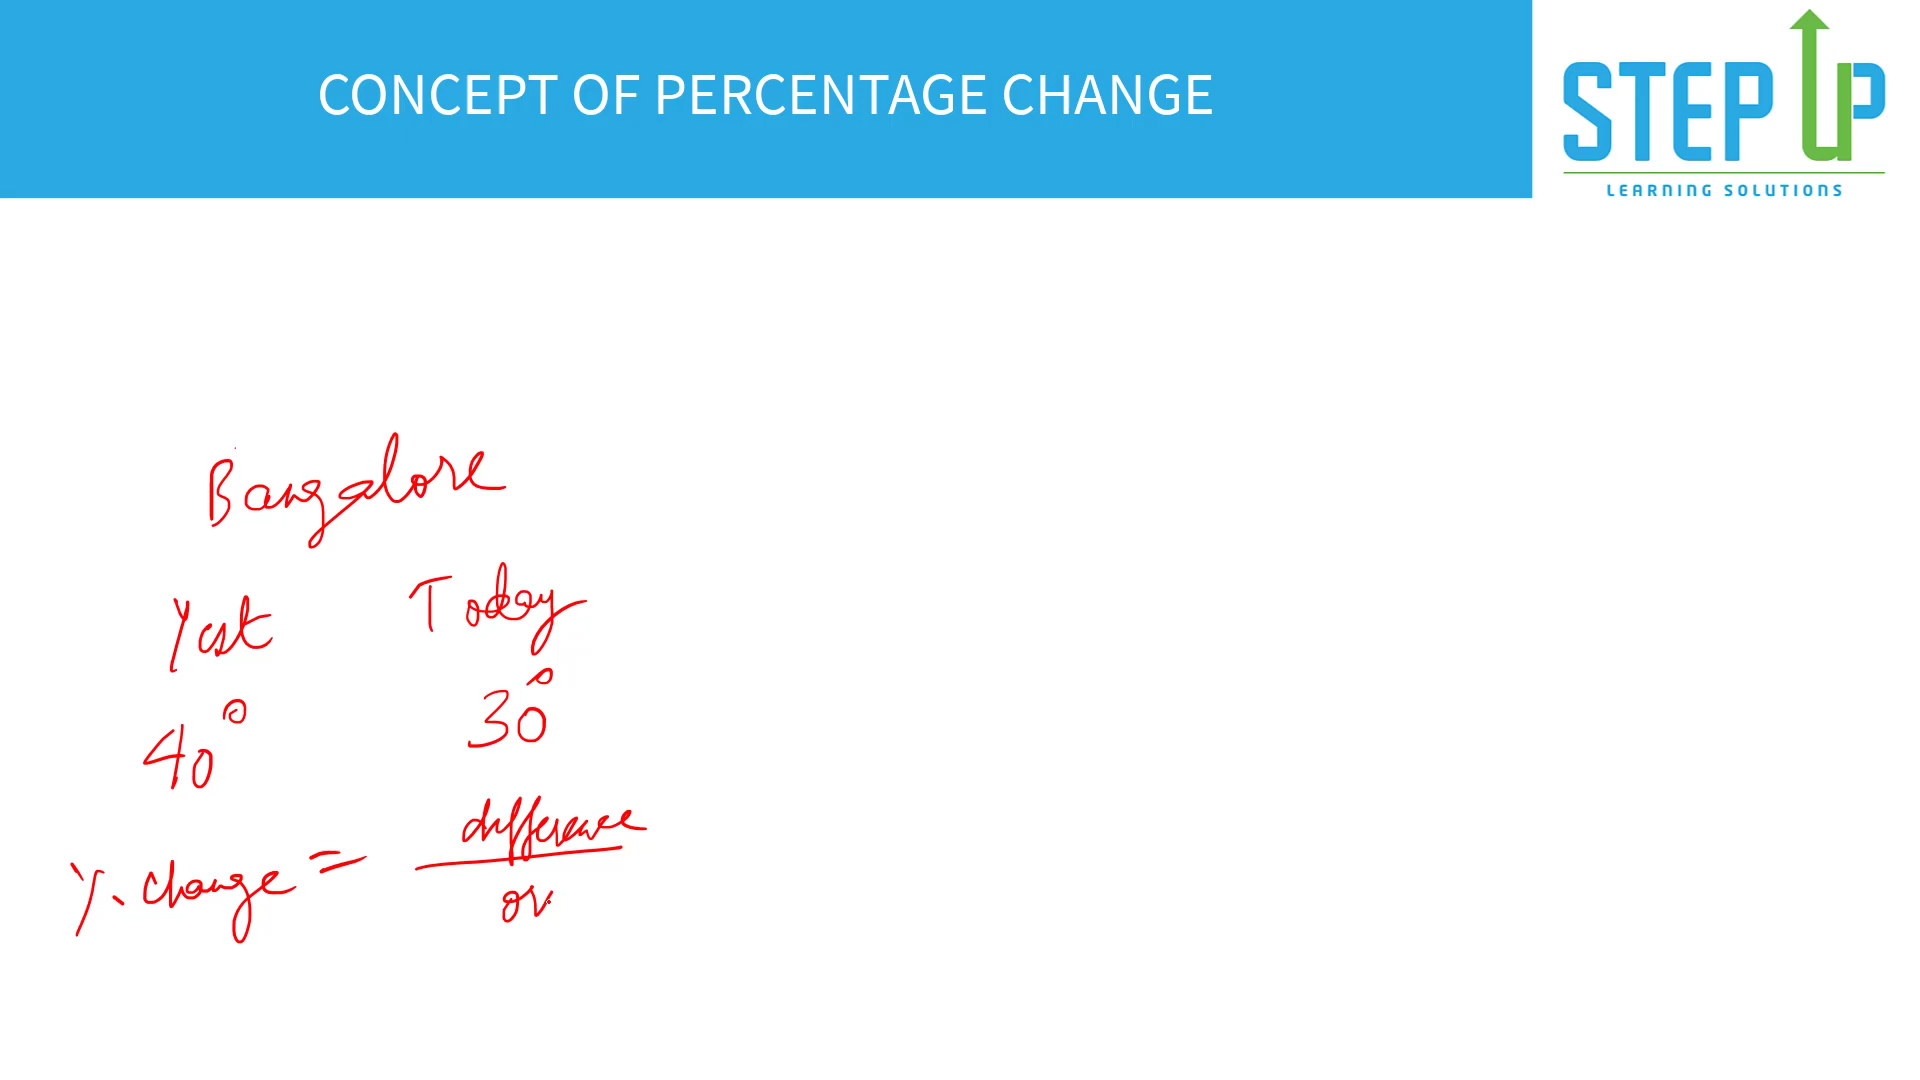 CONCEPT OF PERCENTAGE CHANGE
STEP UP
LEARNING SOLUTIONS
Bangalore
Yest Today
40° 30°
% change = difference
or